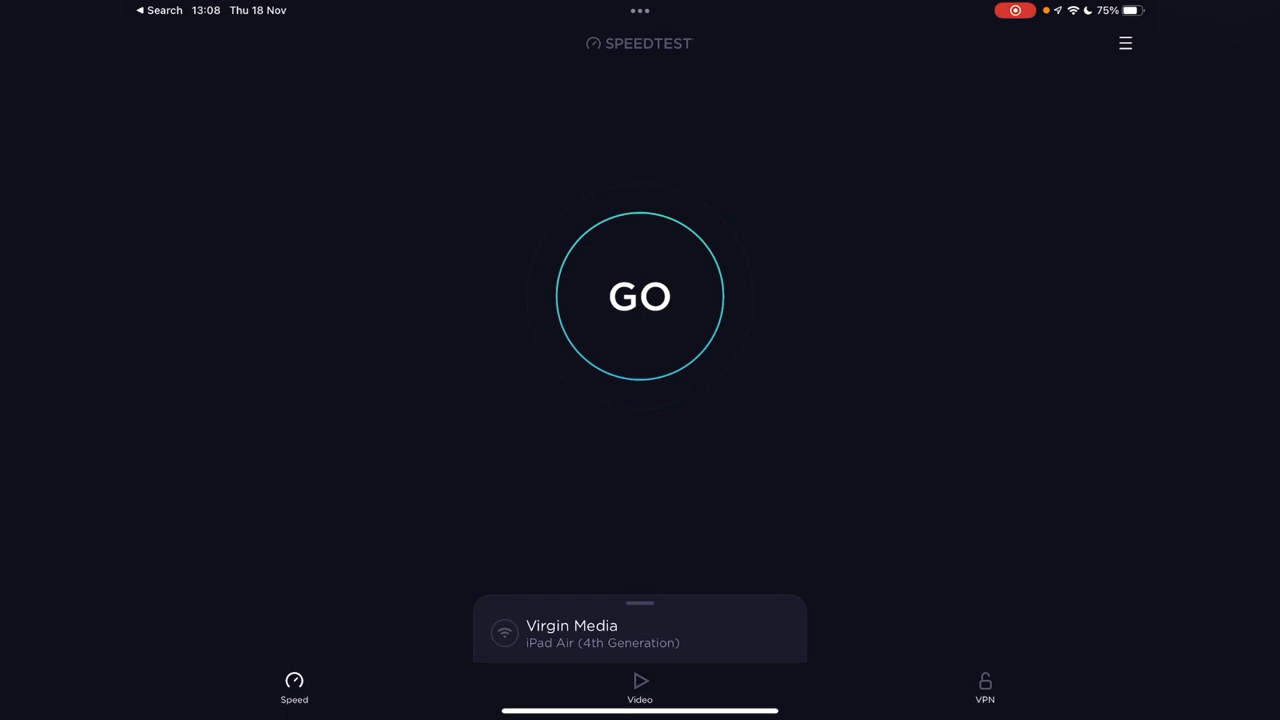 Search 13:08 Thu 18 Nov
75%
SPEEDTEST
GO
Virgin Media
iPad Air (4th Generation)
Speed
Video
VPN